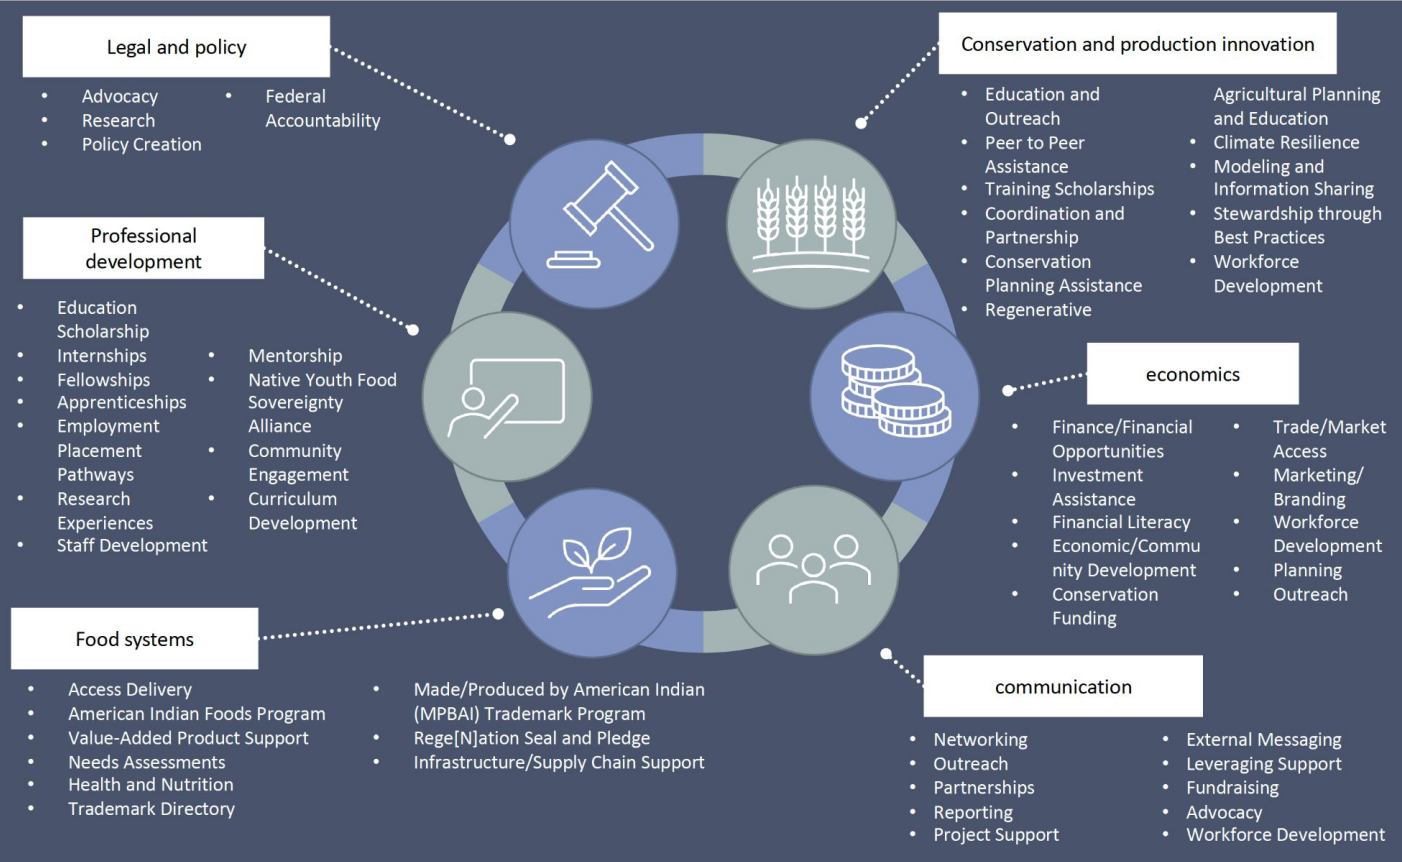 Legal and policy
• Advocacy
• Research
• Policy Creation
• Federal
Accountability
Professional
development
• Education
Scholarship
• Internships
• Fellowships
• Apprenticeships
• Employment
Placement
Pathways
• Research
Experiences
• Staff Development
• Mentorship
• Native Youth Food
Sovereignty
Alliance
• Community
Engagement
• Curriculum
Development
Food systems
• Access Delivery
• American Indian Foods Program
• Value-Added Product Support
• Needs Assessments
• Health and Nutrition
• Trademark Directory
• Made/Produced by American Indian
(MPBAI) Trademark Program
• Rege[N]ation Seal and Pledge
• Infrastructure/Supply Chain Support
Conservation and production innovation
• Education and
Outreach
• Peer to Peer
Assistance
• Training Scholarships
• Coordination and
Partnership
• Conservation
Planning Assistance
• Regenerative
Agricultural Planning
and Education
• Climate Resilience
• Modeling and
Information Sharing
• Stewardship through
Best Practices
• Workforce
Development
economics
• Finance/Financial
Opportunities
• Investment
Assistance
• Financial Literacy
• Economic/Commu
nity Development
• Conservation
Funding
• Trade/Market
Access
• Marketing/
Branding
• Workforce
Development
• Planning
• Outreach
communication
• Networking
• Outreach
• Partnerships
• Reporting
• Project Support
• External Messaging
• Leveraging Support
• Fundraising
• Advocacy
• Workforce Development